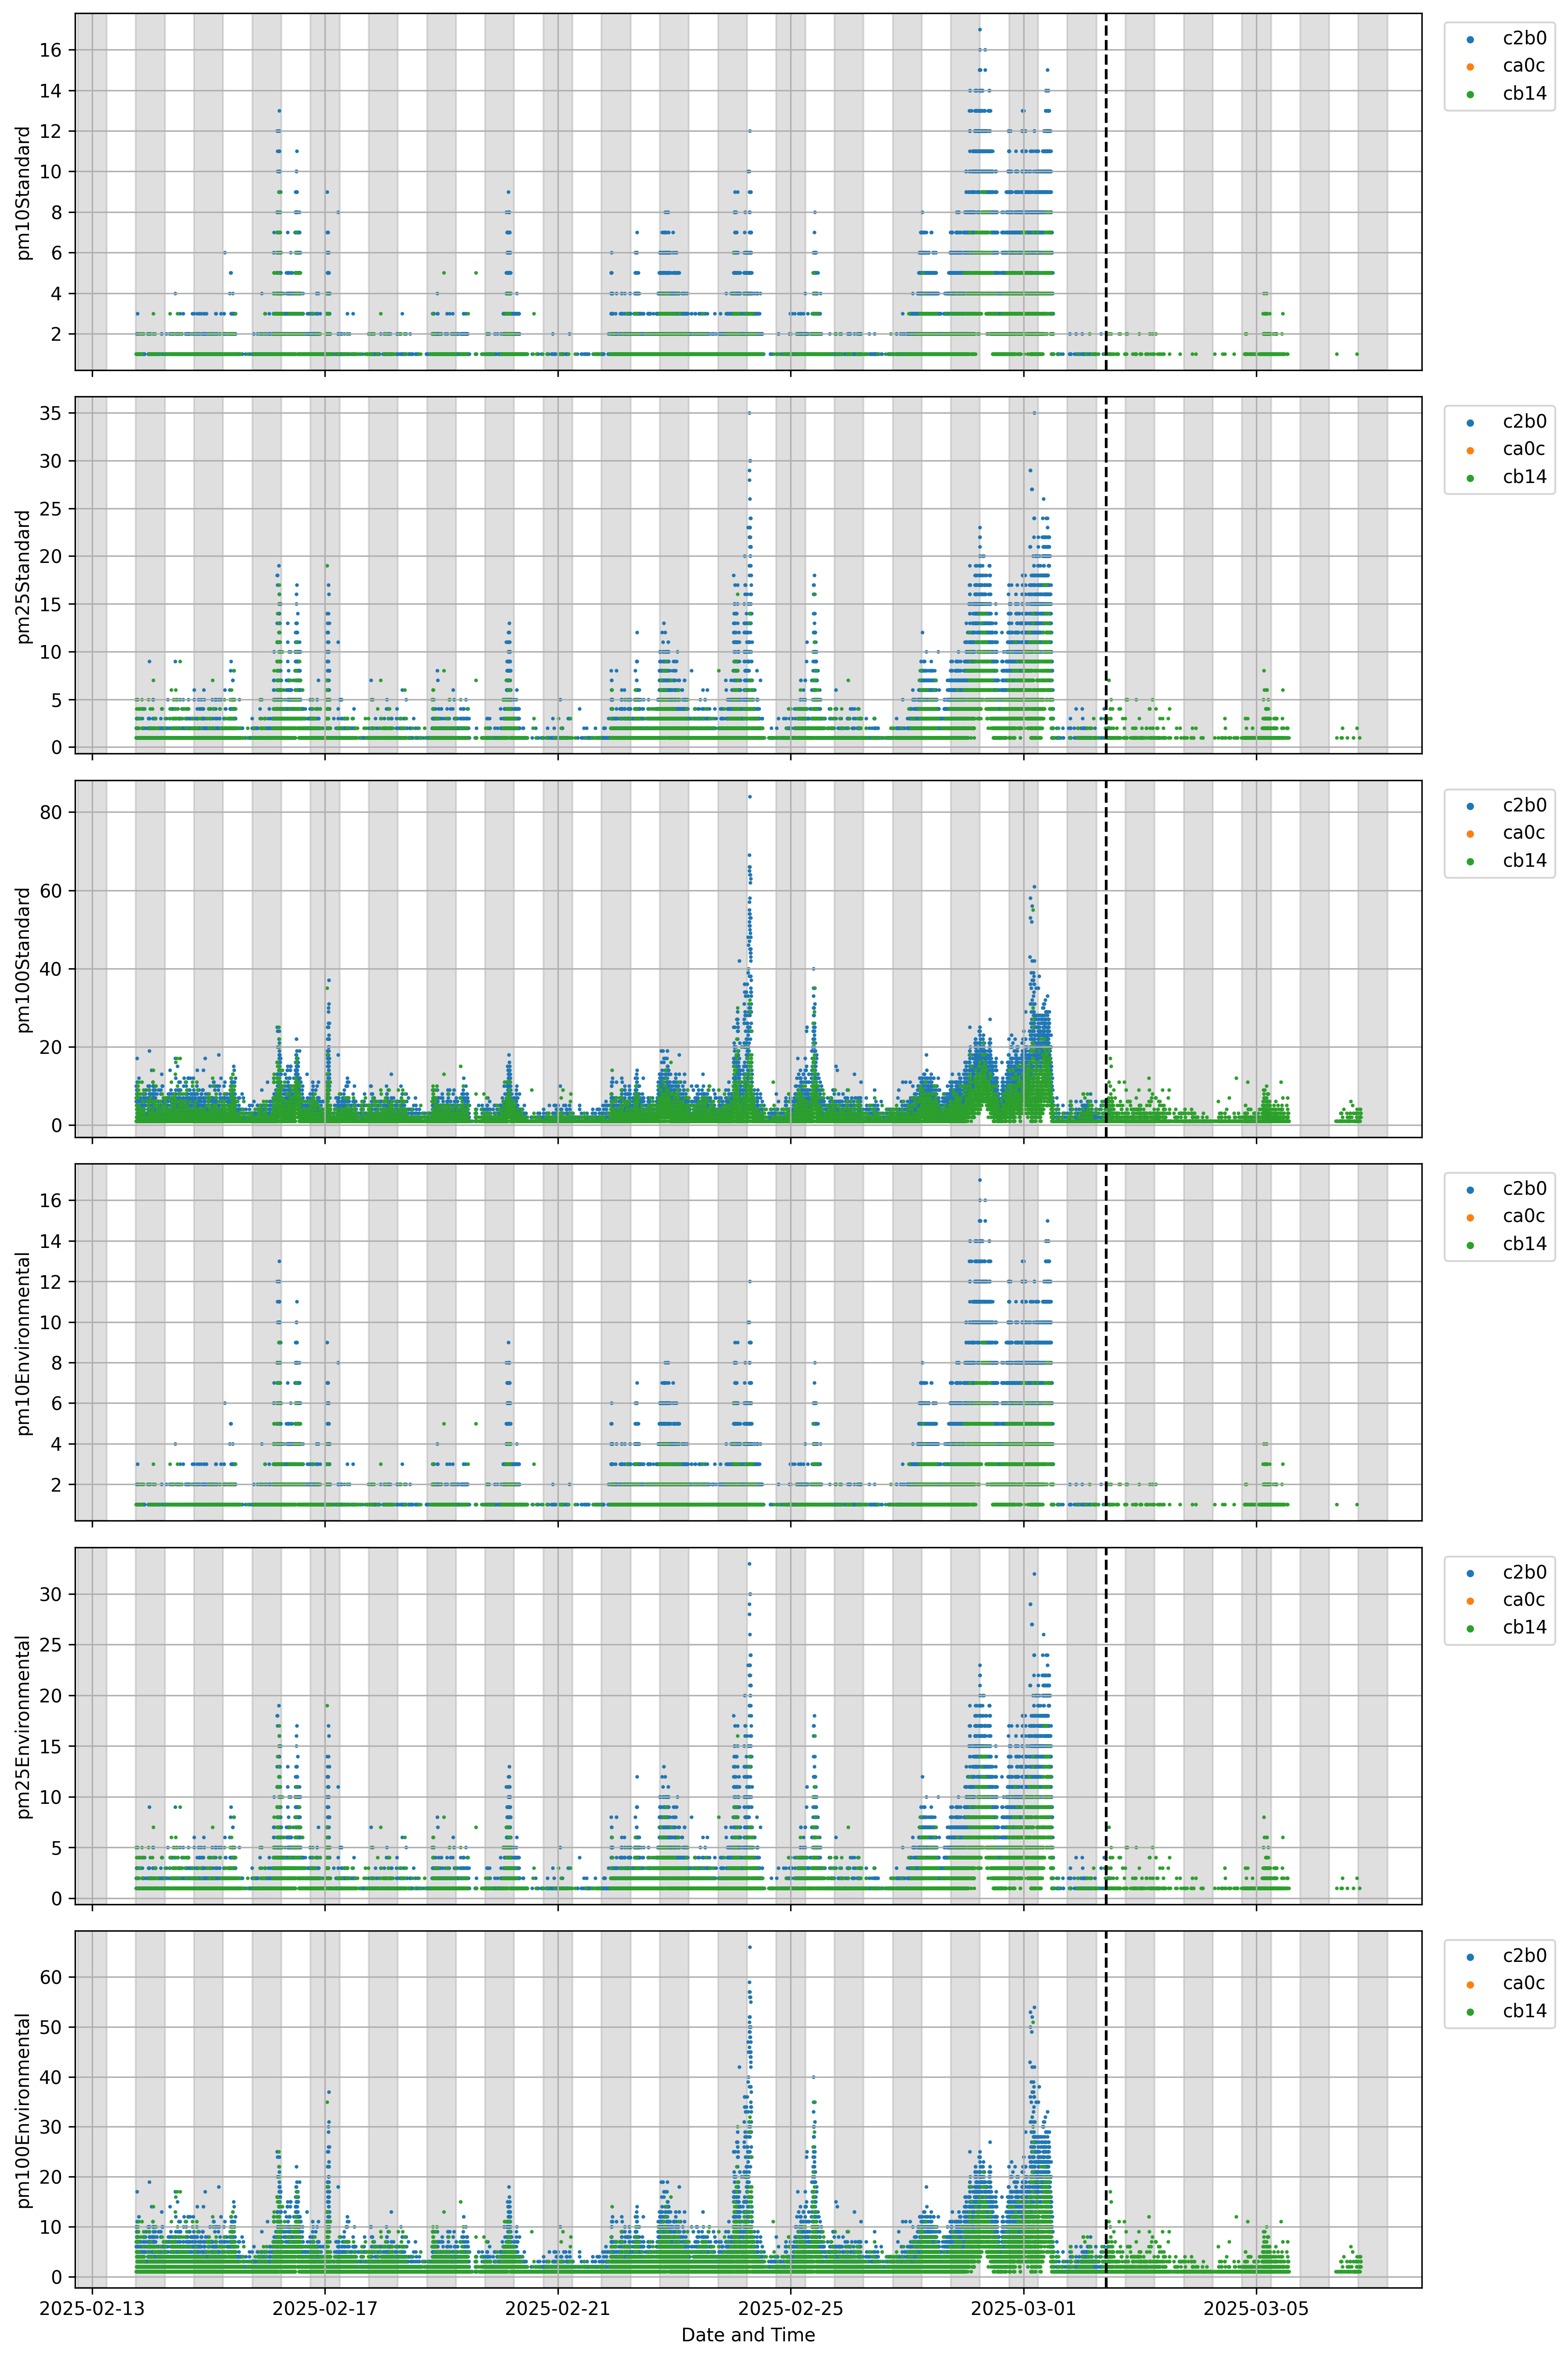 pm10Standard
16
14
12
10
8
6
4
2
c2b0
ca0c
cb14
pm25Standard
35
30
25
20
15
10
5
0
c2b0
ca0c
cb14
pm100Standard
80
60
40
20
0
c2b0
ca0c
cb14
pm10Environmental
16
14
12
10
8
6
4
2
c2b0
ca0c
cb14
pm25Environmental
30
25
20
15
10
5
0
c2b0
ca0c
cb14
pm100Environmental
60
50
40
30
20
10
0
c2b0
ca0c
cb14
2025-02-13 2025-02-17 2025-02-21 2025-02-25 2025-03-01 2025-03-05
Date and Time